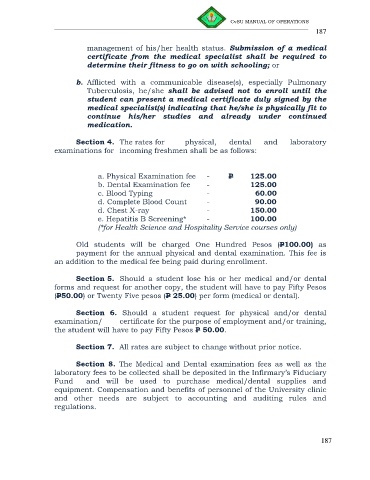 CvSU MANUAL OF OPERATIONS
187
management of his/her health status. Submission of a medical
certificate from the medical specialist shall be required to
determine their fitness to go on with schooling; or
b. Afflicted with a communicable disease(s), especially Pulmonary
Tuberculosis, he/she shall be advised not to enroll until the
student can present a medical certificate duly signed by the
medical specialist(s) indicating that he/she is physically fit to
continue his/her studies and already under continued
medication.
Section 4. The rates for physical, dental and laboratory
examinations for incoming freshmen shall be as follows:
a. Physical Examination fee - ₱ 125.00
b. Dental Examination fee - 125.00
c. Blood Typing - 60.00
d. Complete Blood Count - 90.00
d. Chest X-ray - 150.00
e. Hepatitis B Screening* - 100.00
(*for Health Science and Hospitality Service courses only)
Old students will be charged One Hundred Pesos (₱100.00) as
payment for the annual physical and dental examination. This fee is
an addition to the medical fee being paid during enrollment.
Section 5. Should a student lose his or her medical and/or dental
forms and request for another copy, the student will have to pay Fifty Pesos
(₱50.00) or Twenty Five pesos (₱ 25.00) per form (medical or dental).
Section 6. Should a student request for physical and/or dental
examination/ certificate for the purpose of employment and/or training,
the student will have to pay Fifty Pesos ₱ 50.00.
Section 7. All rates are subject to change without prior notice.
Section 8. The Medical and Dental examination fees as well as the
laboratory fees to be collected shall be deposited in the Infirmary's Fiduciary
Fund and will be used to purchase medical/dental supplies and
equipment. Compensation and benefits of personnel of the University clinic
and other needs are subject to accounting and auditing rules and
regulations.
187